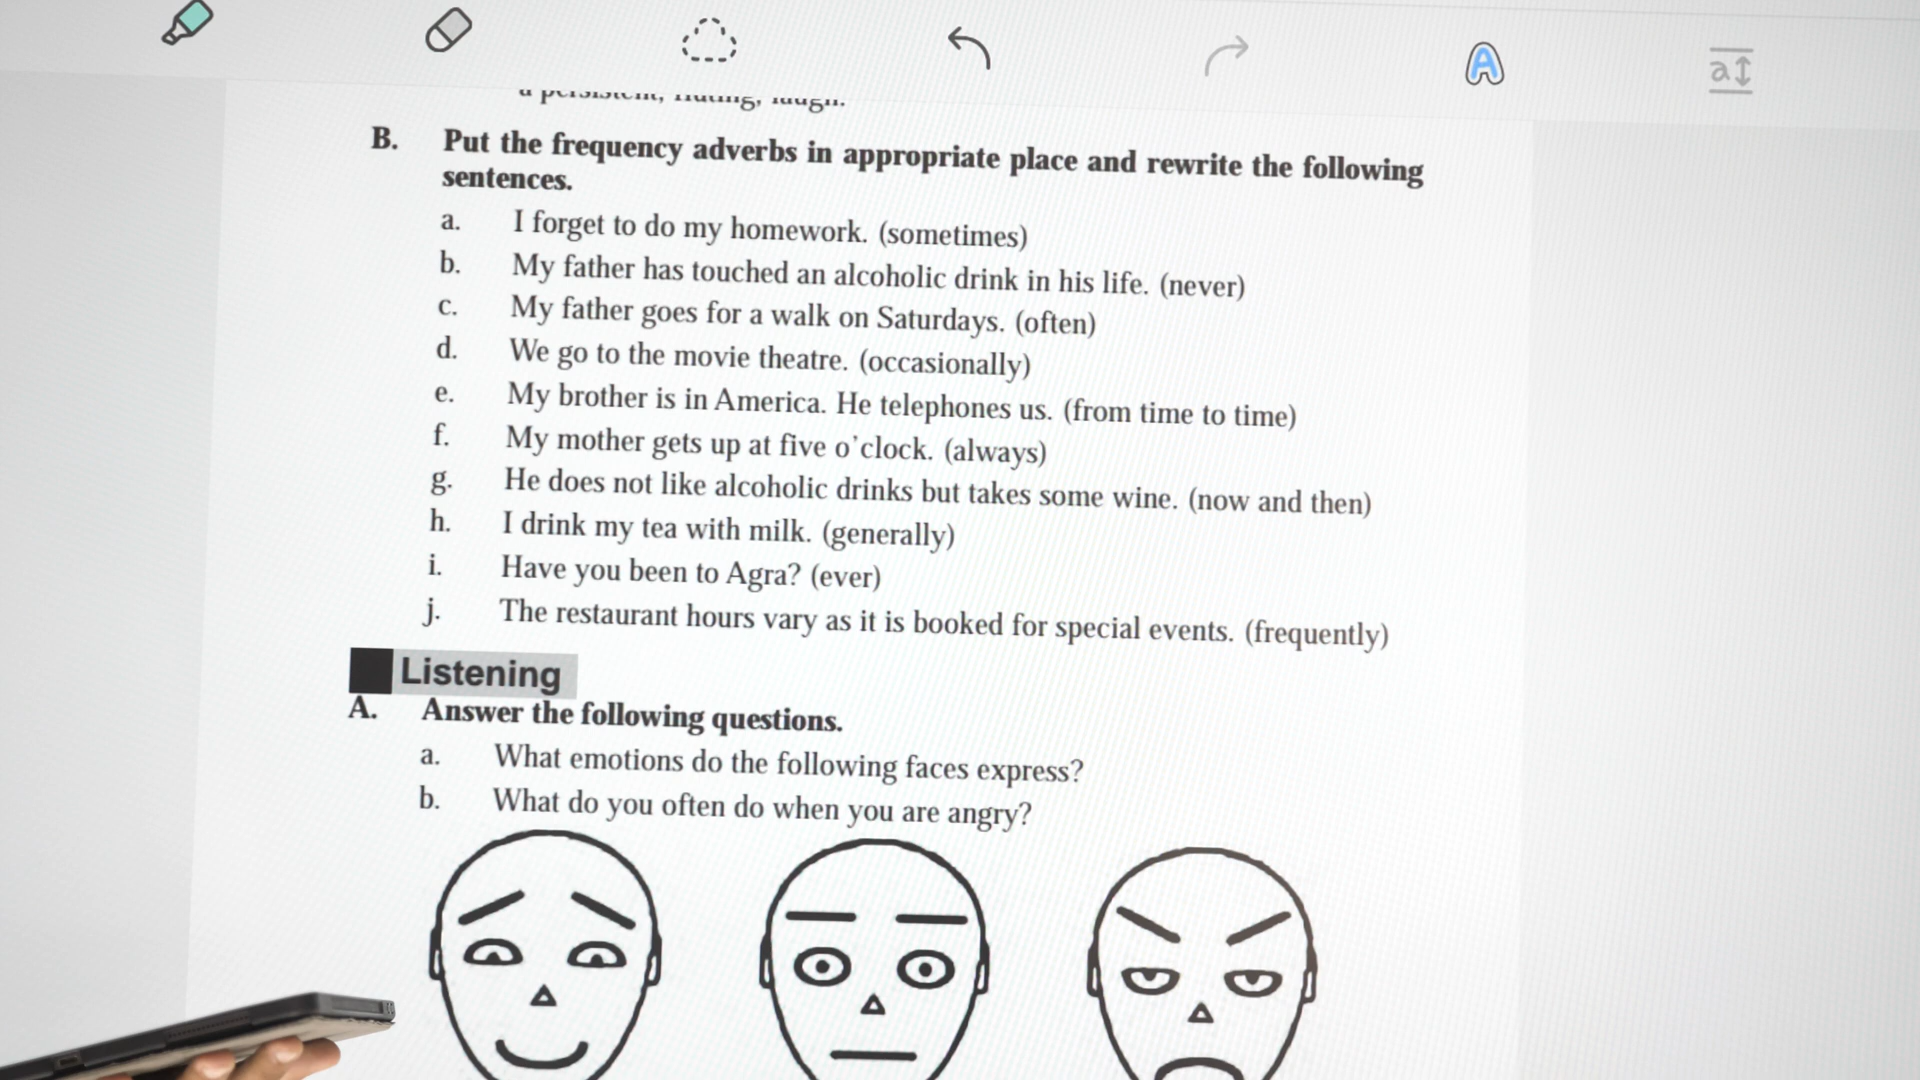 B. Put the frequency adverbs in appropriate place and rewrite the following
sentences.
a. I forget to do my homework. (sometimes)
b. My father has touched an alcoholic drink in his life. (never)
c. My father goes for a walk on Saturdays. (often)
d. We go to the movie theatre. (occasionally)
e. My brother is in America. He telephones us. (from time to time)
f. My mother gets up at five o’clock. (always)
g. He does not like alcoholic drinks but takes some wine. (now and then)
h. I drink my tea with milk. (generally)
i. Have you been to Agra? (ever)
j. The restaurant hours vary as it is booked for special events. (frequently)
Listening
A. Answer the following questions.
a. What emotions do the following faces express?
b. What do you often do when you are angry?